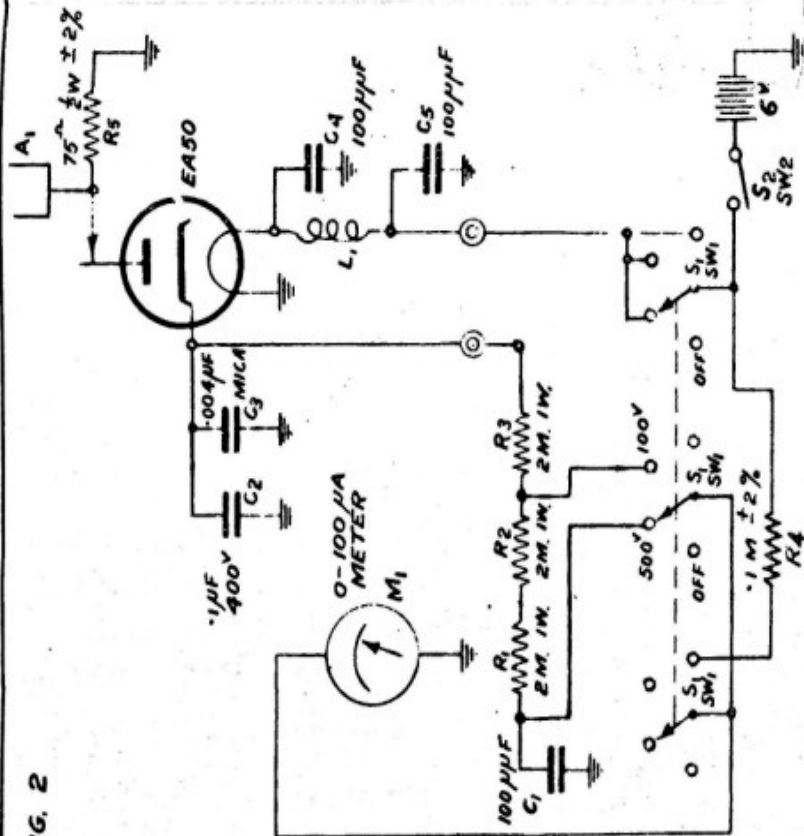 G. 2
A₁
75Ω ½W ± 2%
R5
EA50
C4
100μμF
L₁
C5
100μμF
.004μF
MICA
C3
C2
.1μF
400V
0-100μA
METER
M₁
R1
2M. 1W.
R2
2M. 1W.
R3
2M. 1W.
100μμF
C₁
500V
100V
S₁
SW₁
OFF
S₁
SW₁
OFF
S₁
SW₁
.1M ± 2%
R4
S2
SW2
6V